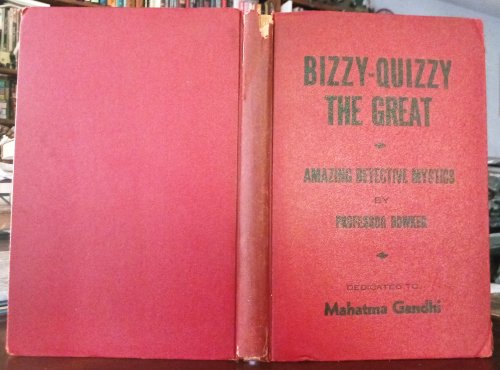 BIZZY-QUIZZY
THE GREAT
AMAZING DETECTIVE MYSTICS
BY
PROFESSOR BOWKER
DEDICATED TO
Mahatma Gandhi